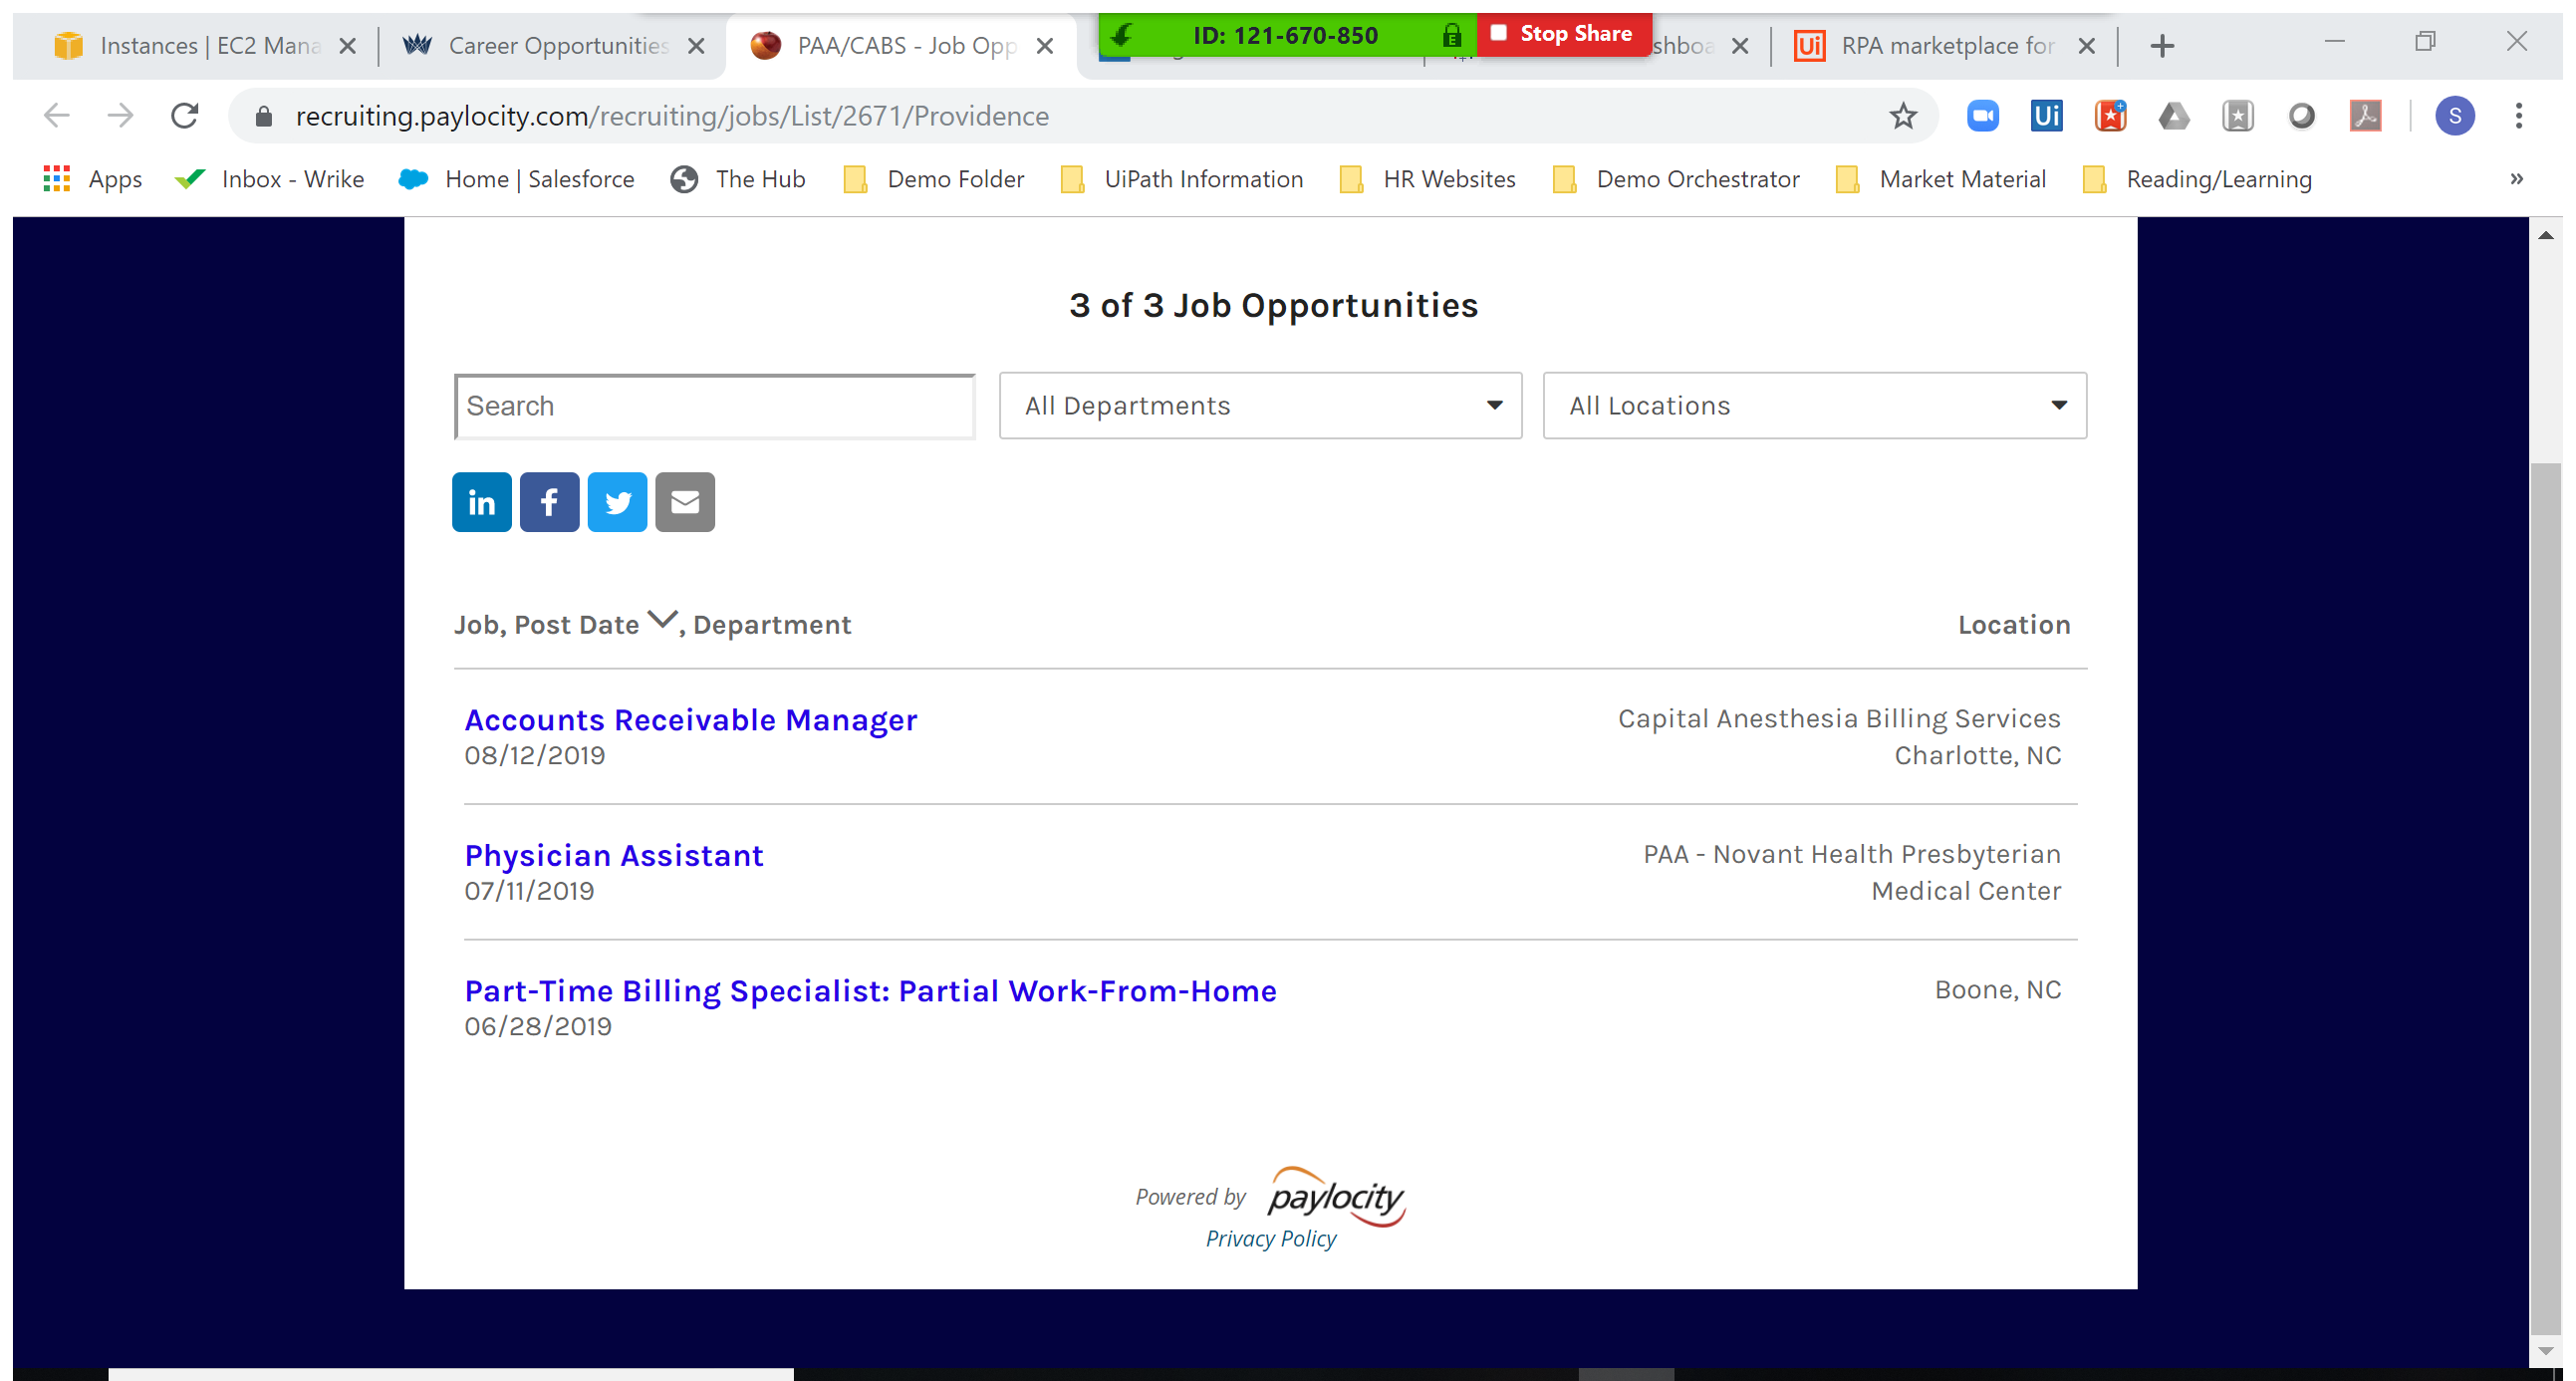 Instances | EC2 Mana
Career Opportunities
PAA/CABS - Job Opp
ID: 121-670-850
Stop Share
shboa
RPA marketplace for
recruiting.paylocity.com/recruiting/jobs/List/2671/Providence
Ui
S
Apps
Inbox - Wrike
Home | Salesforce
The Hub
Demo Folder
UiPath Information
HR Websites
Demo Orchestrator
Market Material
Reading/Learning
»
3 of 3 Job Opportunities
Search
All Departments
All Locations
Job, Post Date , Department
Location
Accounts Receivable Manager
Capital Anesthesia Billing Services
08/12/2019
Charlotte, NC
Physician Assistant
PAA - Novant Health Presbyterian
07/11/2019
Medical Center
Part-Time Billing Specialist: Partial Work-From-Home
Boone, NC
06/28/2019
Powered by paylocity
Privacy Policy